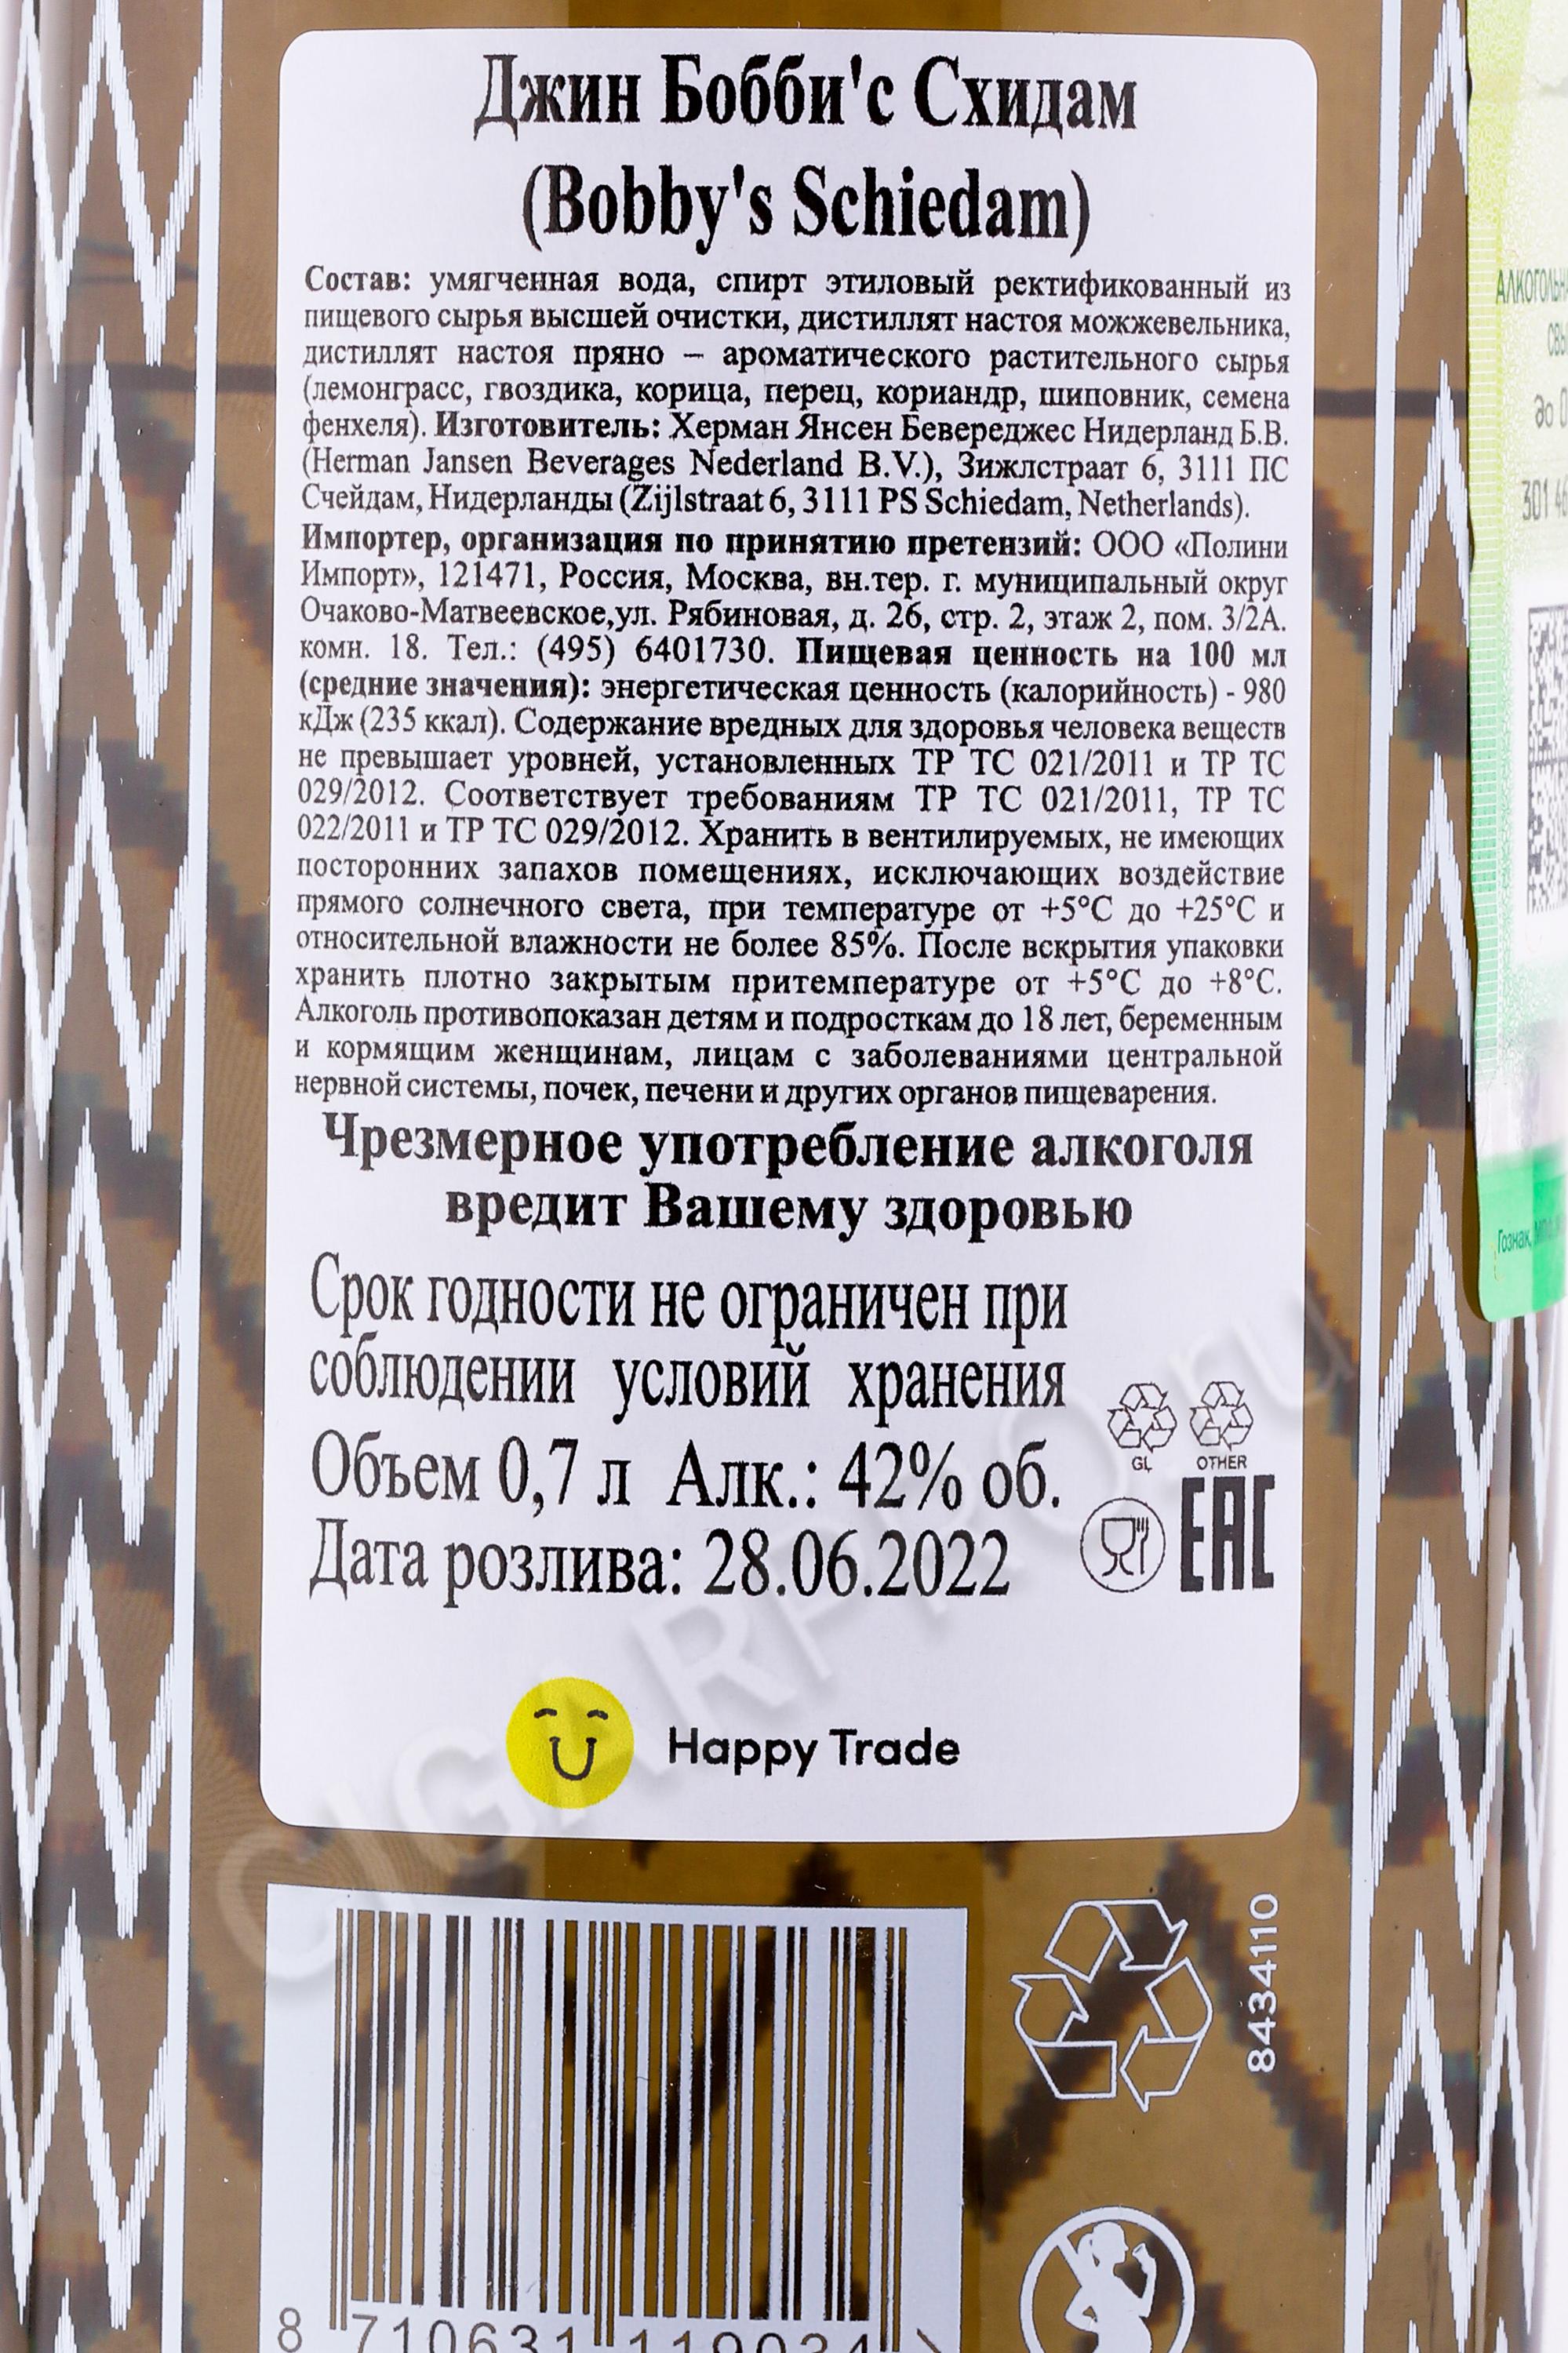 Джин Бобби'с Схидам
(Bobby's Schiedam)
Состав: умягченная вода, спирт этиловый ректификованный из
пищевого сырья высшей очистки, дистиллят настоя можжевельника,
дистиллят настоя пряно – ароматического растительного сырья
(лемонграсс, гвоздика, корица, перец, кориандр, шиповник, семена
фенхеля). Изготовитель: Херман Янсен Бевереджес Нидерланд Б.В.
(Herman Jansen Beverages Nederland B.V.), Зижлстраат 6, 3111 ПС
Счейдам, Нидерланды (Zijlstraat 6, 3111 PS Schiedam, Netherlands).
Импортер, организация по принятию претензий: ООО «Полини
Импорт», 121471, Россия, Москва, вн.тер. г. муниципальный округ
Очаково-Матвеевское,ул. Рябиновая, д. 26, стр. 2, этаж 2, пом. 3/2А.
комн. 18. Тел.: (495) 6401730. Пищевая ценность на 100 мл
(средние значения): энергетическая ценность (калорийность) - 980
кДж (235 ккал). Содержание вредных для здоровья человека веществ
не превышает уровней, установленных ТР ТС 021/2011 и ТР ТС
029/2012. Соответствует требованиям ТР ТС 021/2011, ТР ТС
022/2011 и ТР ТС 029/2012. Хранить в вентилируемых, не имеющих
посторонних запахов помещениях, исключающих воздействие
прямого солнечного света, при температуре от +5°С до +25°С и
относительной влажности не более 85%. После вскрытия упаковки
хранить плотно закрытым притемпературе от +5°С до +8°С.
Алкоголь противопоказан детям и подросткам до 18 лет, беременным
и кормящим женщинам, лицам с заболеваниями центральной
нервной системы, почек, печени и других органов пищеварения.
Чрезмерное употребление алкоголя
вредит Вашему здоровью
Срок годности не ограничен при
соблюдении условий хранения
Объем 0,7 л Алк.: 42% об.
Дата розлива: 28.06.2022
GL OTHER
EAC
Happy Trade
CIGARPRO.ru
8434110
8 710631 119034 >
до 0
301 46
Гознак,